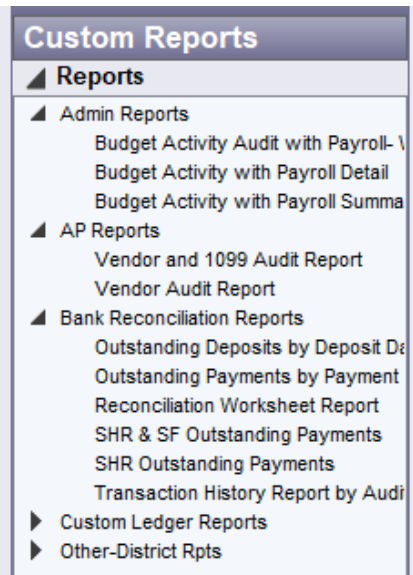 Custom Reports
Reports
Admin Reports
Budget Activity Audit with Payroll-
Budget Activity with Payroll Detail
Budget Activity with Payroll Summa
AP Reports
Vendor and 1099 Audit Report
Vendor Audit Report
Bank Reconciliation Reports
Outstanding Deposits by Deposit Da
Outstanding Payments by Payment
Reconciliation Worksheet Report
SHR & SF Outstanding Payments
SHR Outstanding Payments
Transaction History Report by Audi
Custom Ledger Reports
Other-District Rpts